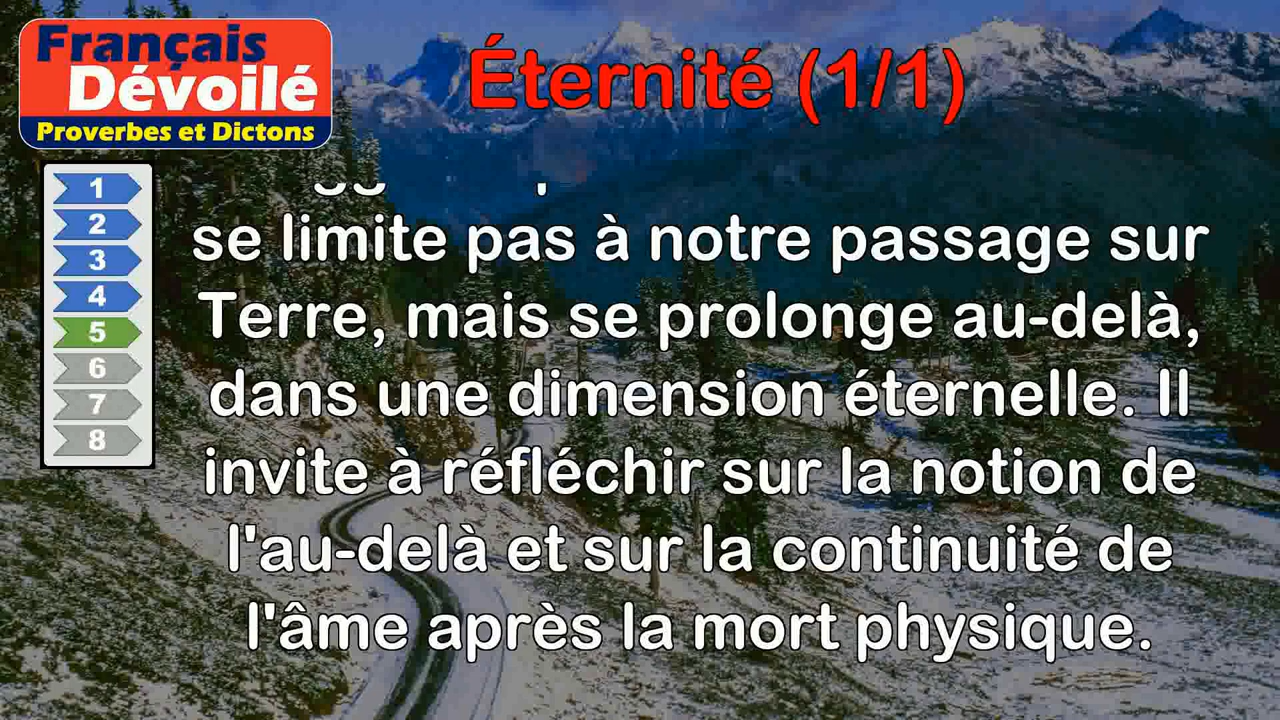 Français
Dévoilé
Proverbes et Dictons
Éternité (1/1)
1
2
3
4
5
6
7
8
se limite pas à notre passage sur
Terre, mais se prolonge au-delà,
dans une dimension éternelle. Il
invite à réfléchir sur la notion de
l'au-delà et sur la continuité de
l'âme après la mort physique.